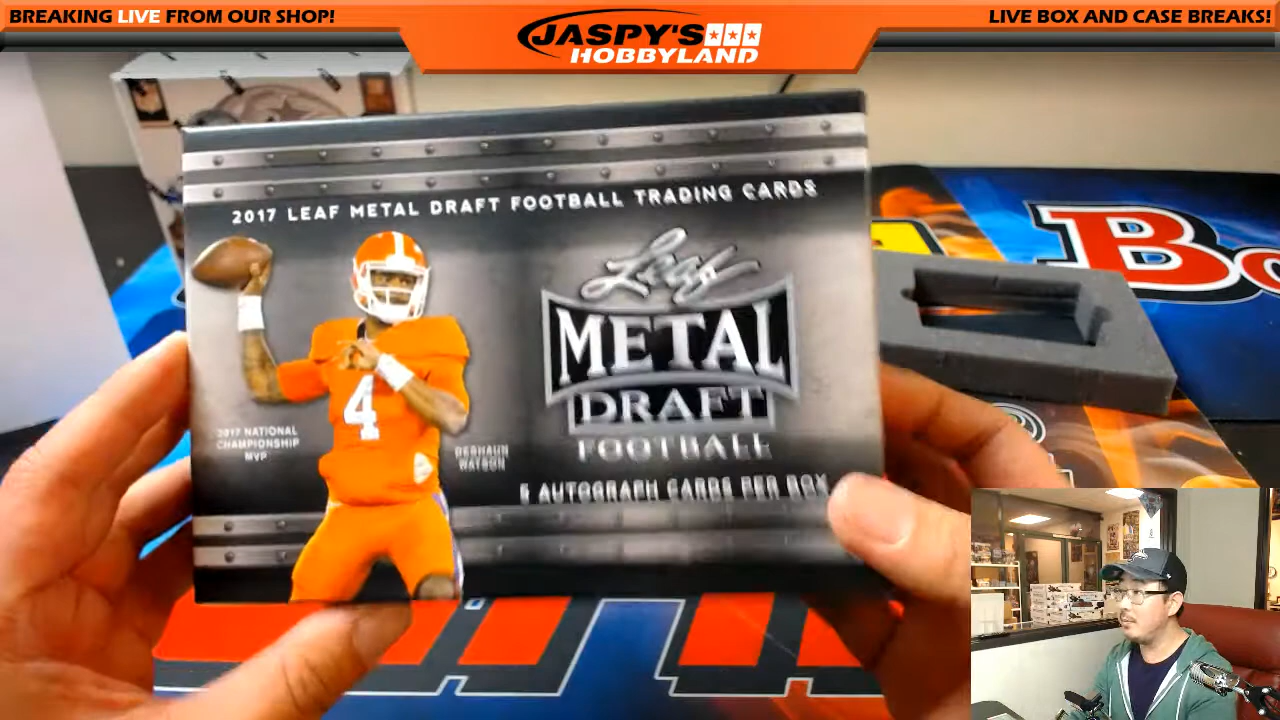 BREAKING LIVE FROM OUR SHOP!
JASPY'S
HOBBYLAND
LIVE BOX AND CASE BREAKS!
2017 LEAF METAL DRAFT FOOTBALL TRADING CARDS
Leaf
METAL
DRAFT
FOOTBALL
4
2017 NATIONAL
CHAMPIONSHIP
MVP
DESHAUN
WATSON
5 AUTOGRAPH CARDS PER BOX